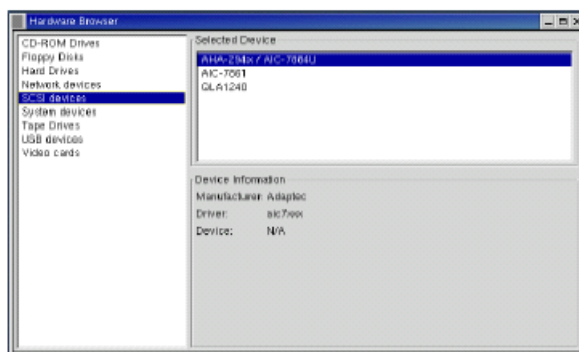 Hardware Browser
CD-ROM Drives
Floppy Disks
Hard Drives
Network devices
SCSI devices
System devices
Tape Drives
USB devices
Video cards
Selected Device
AHA-294x / AIC-7884U
AIC-7861
QLA1240
Device Information
Manufacturer: Adaptec
Driver: aic7xxx
Device: N/A